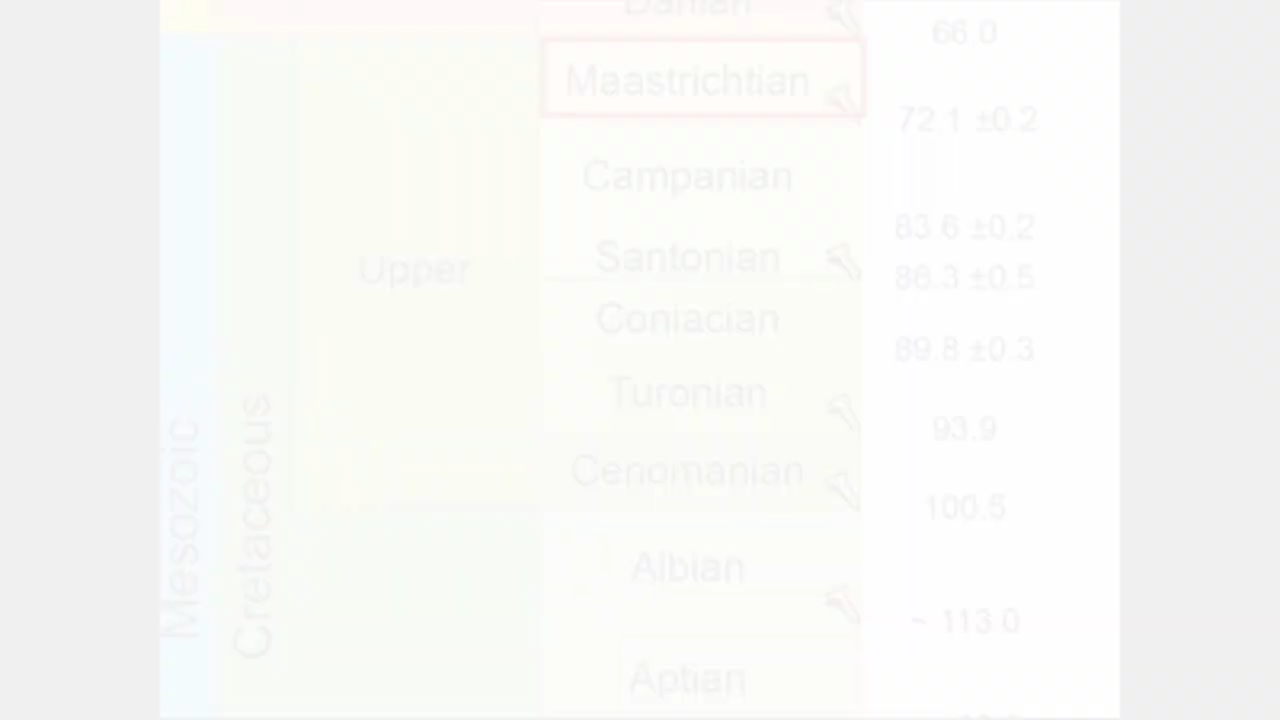 Danian
66.0
Maastrichtian
72.1 ±0.2
Campanian
83.6 ±0.2
Santonian
86.3 ±0.5
Upper
Coniacian
89.8 ±0.3
Turonian
93.9
Cenomanian
100.5
Albian
~ 113.0
Aptian
Mesozoic
Cretaceous